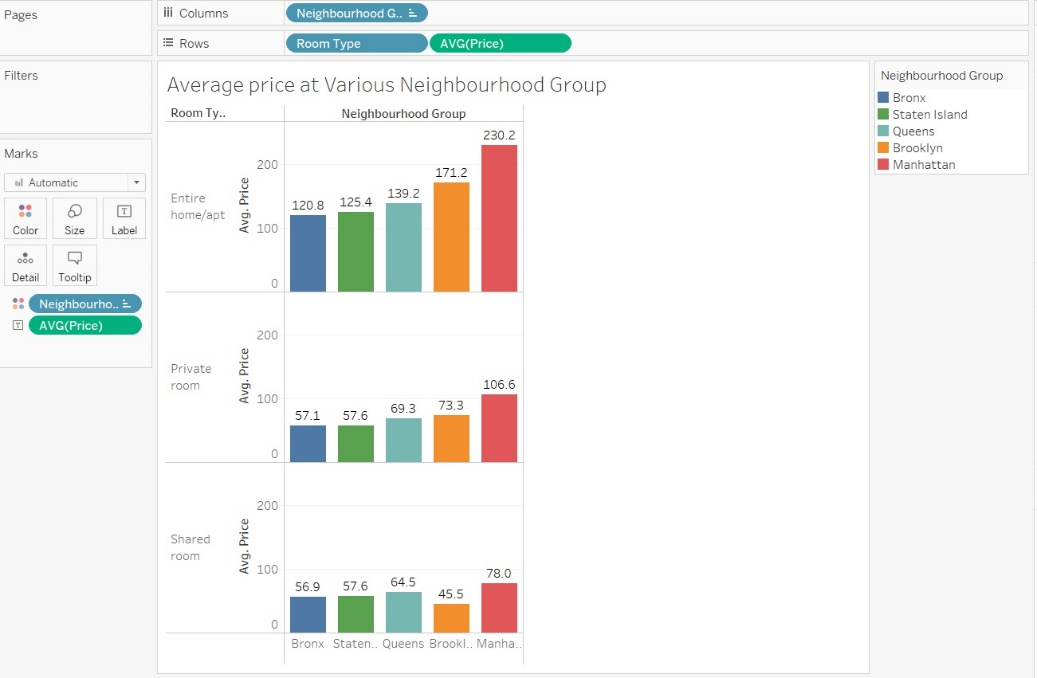 Pages
Columns
Neighbourhood G..
Rows
Room Type
AVG(Price)
Filters
Marks
Automatic
Color
Size
Label
Detail
Tooltip
Neighbourho..
AVG(Price)
Average price at Various Neighbourhood Group
Room Ty..
Neighbourhood Group
Entire
home/apt
Avg. Price
200
100
0
120.8
125.4
139.2
171.2
230.2
Private
room
Avg. Price
200
100
0
57.1
57.6
69.3
73.3
106.6
Shared
room
Avg. Price
200
100
0
56.9
57.6
64.5
45.5
78.0
Bronx
Staten..
Queens
Brookl..
Manha..
Neighbourhood Group
Bronx
Staten Island
Queens
Brooklyn
Manhattan